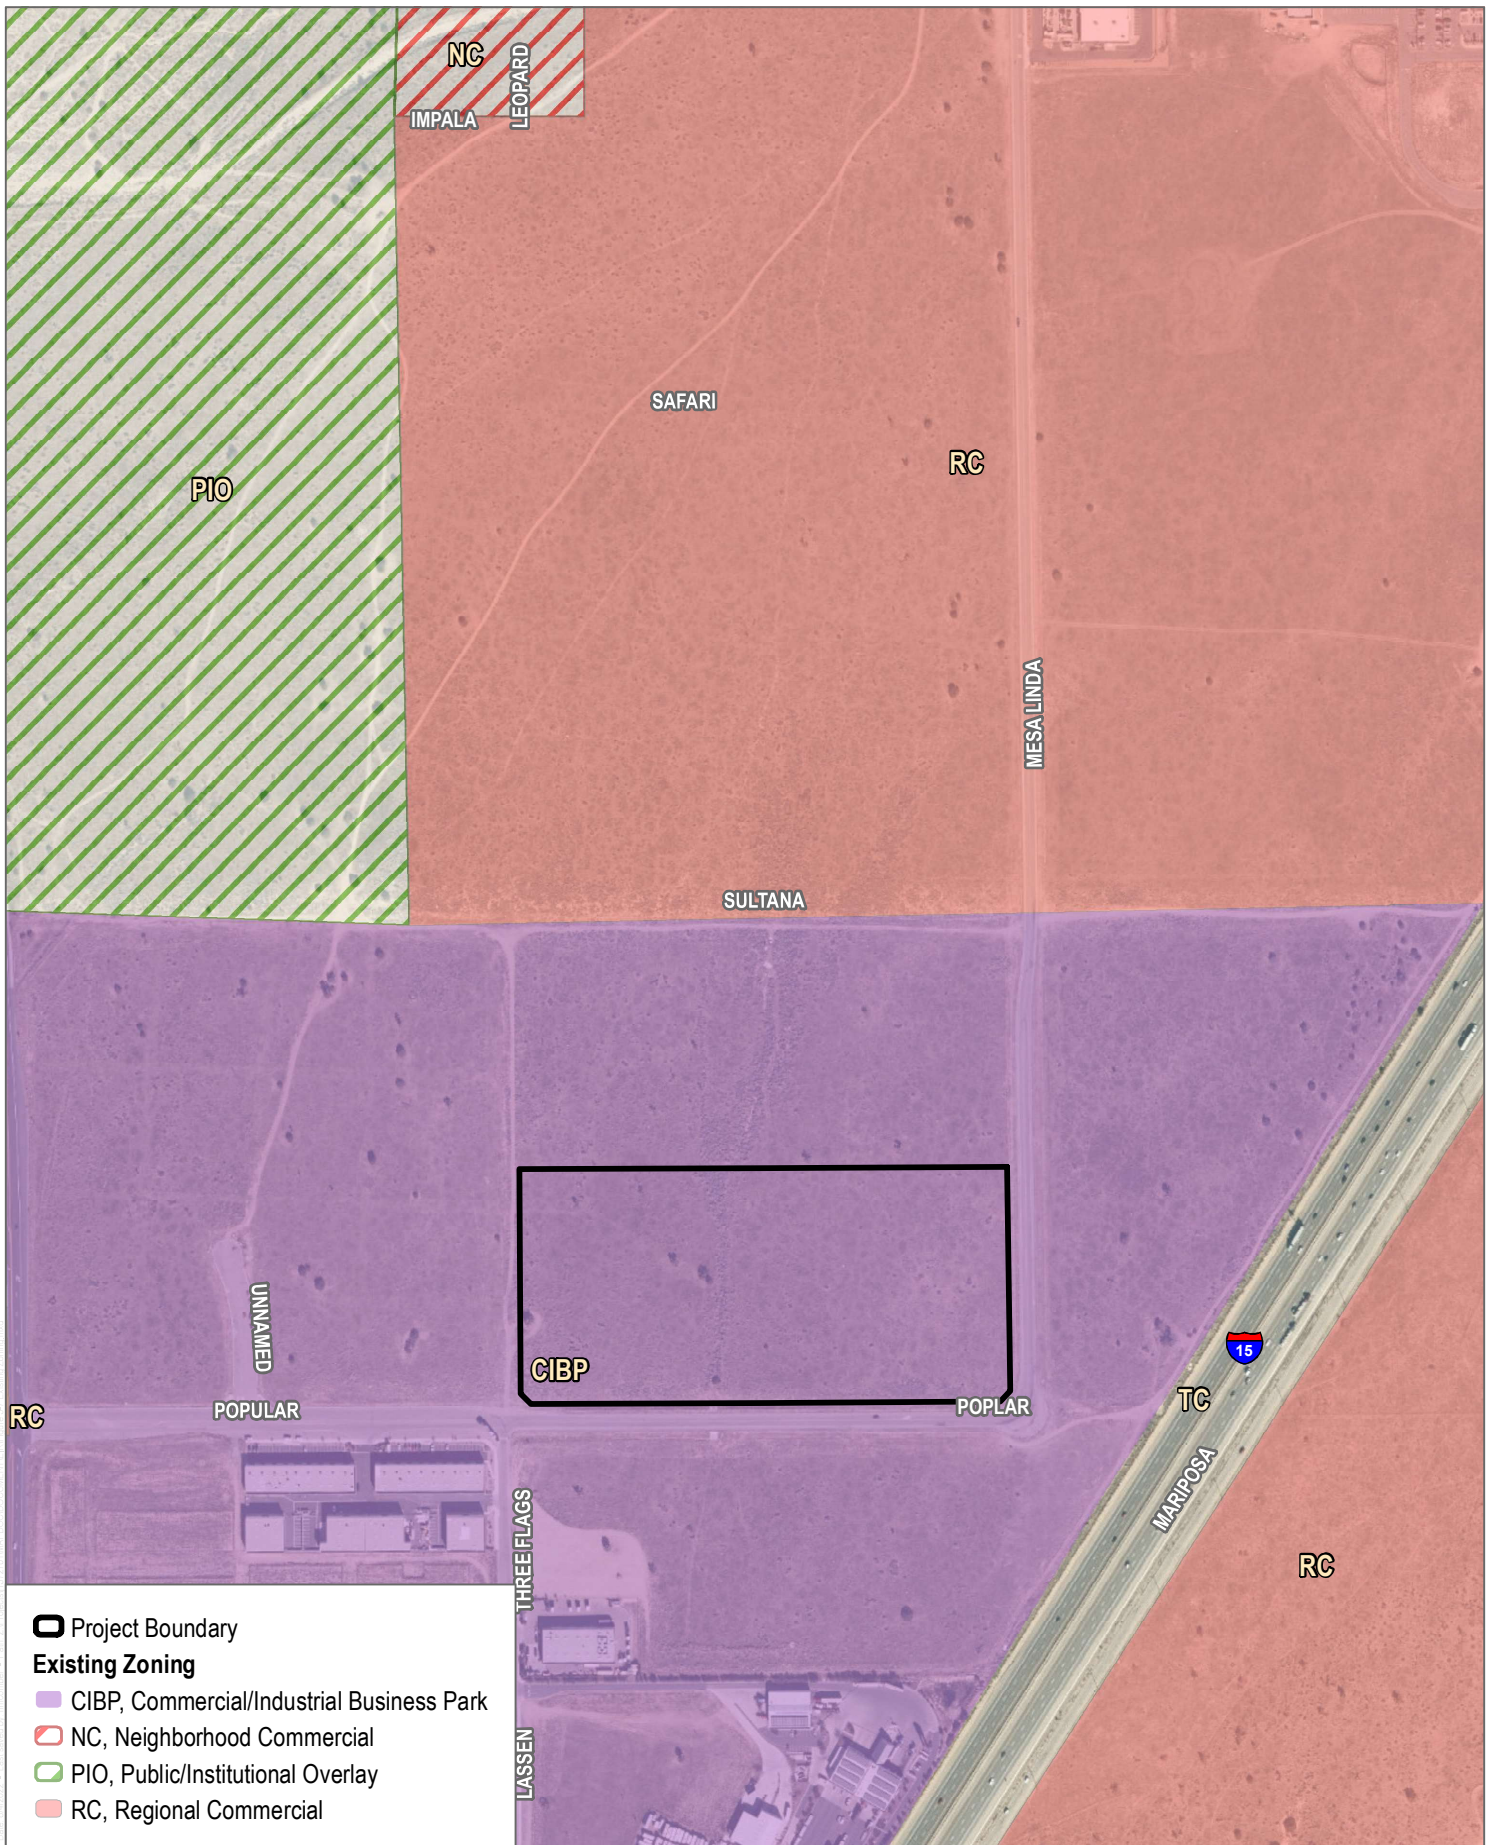 NC
LEOPARD
IMPALA
SAFARI
RC
PIO
MESA LINDA
SULTANA
UNNAMED
15
CIBP
TC
POPULAR
POPLAR
RC
MARIPOSA
THREE FLAGS
RC
LASSEN
Project Boundary
Existing Zoning
CIBP, Commercial/Industrial Business Park
NC, Neighborhood Commercial
PIO, Public/Institutional Overlay
RC, Regional Commercial